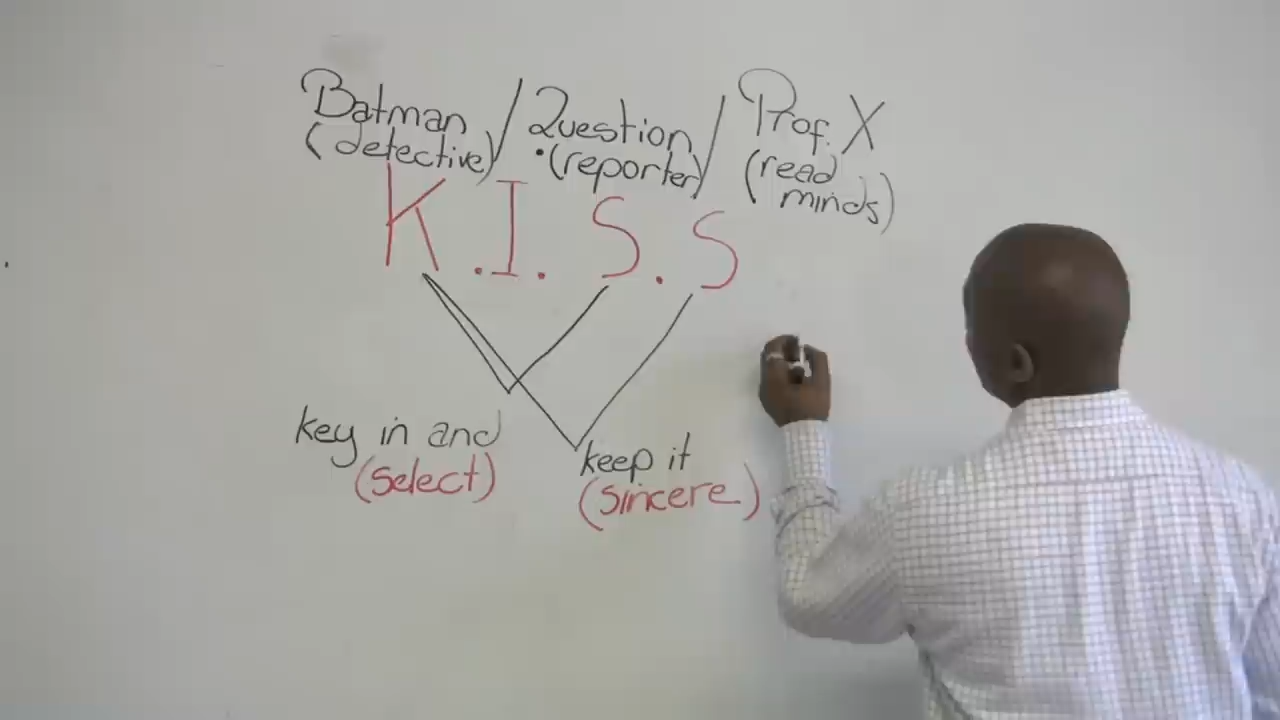 Batman / Question / Prof. X
(detective) (reporter) (read
minds)
K.I.S.S
key in and
(select)
keep it
(sincere)